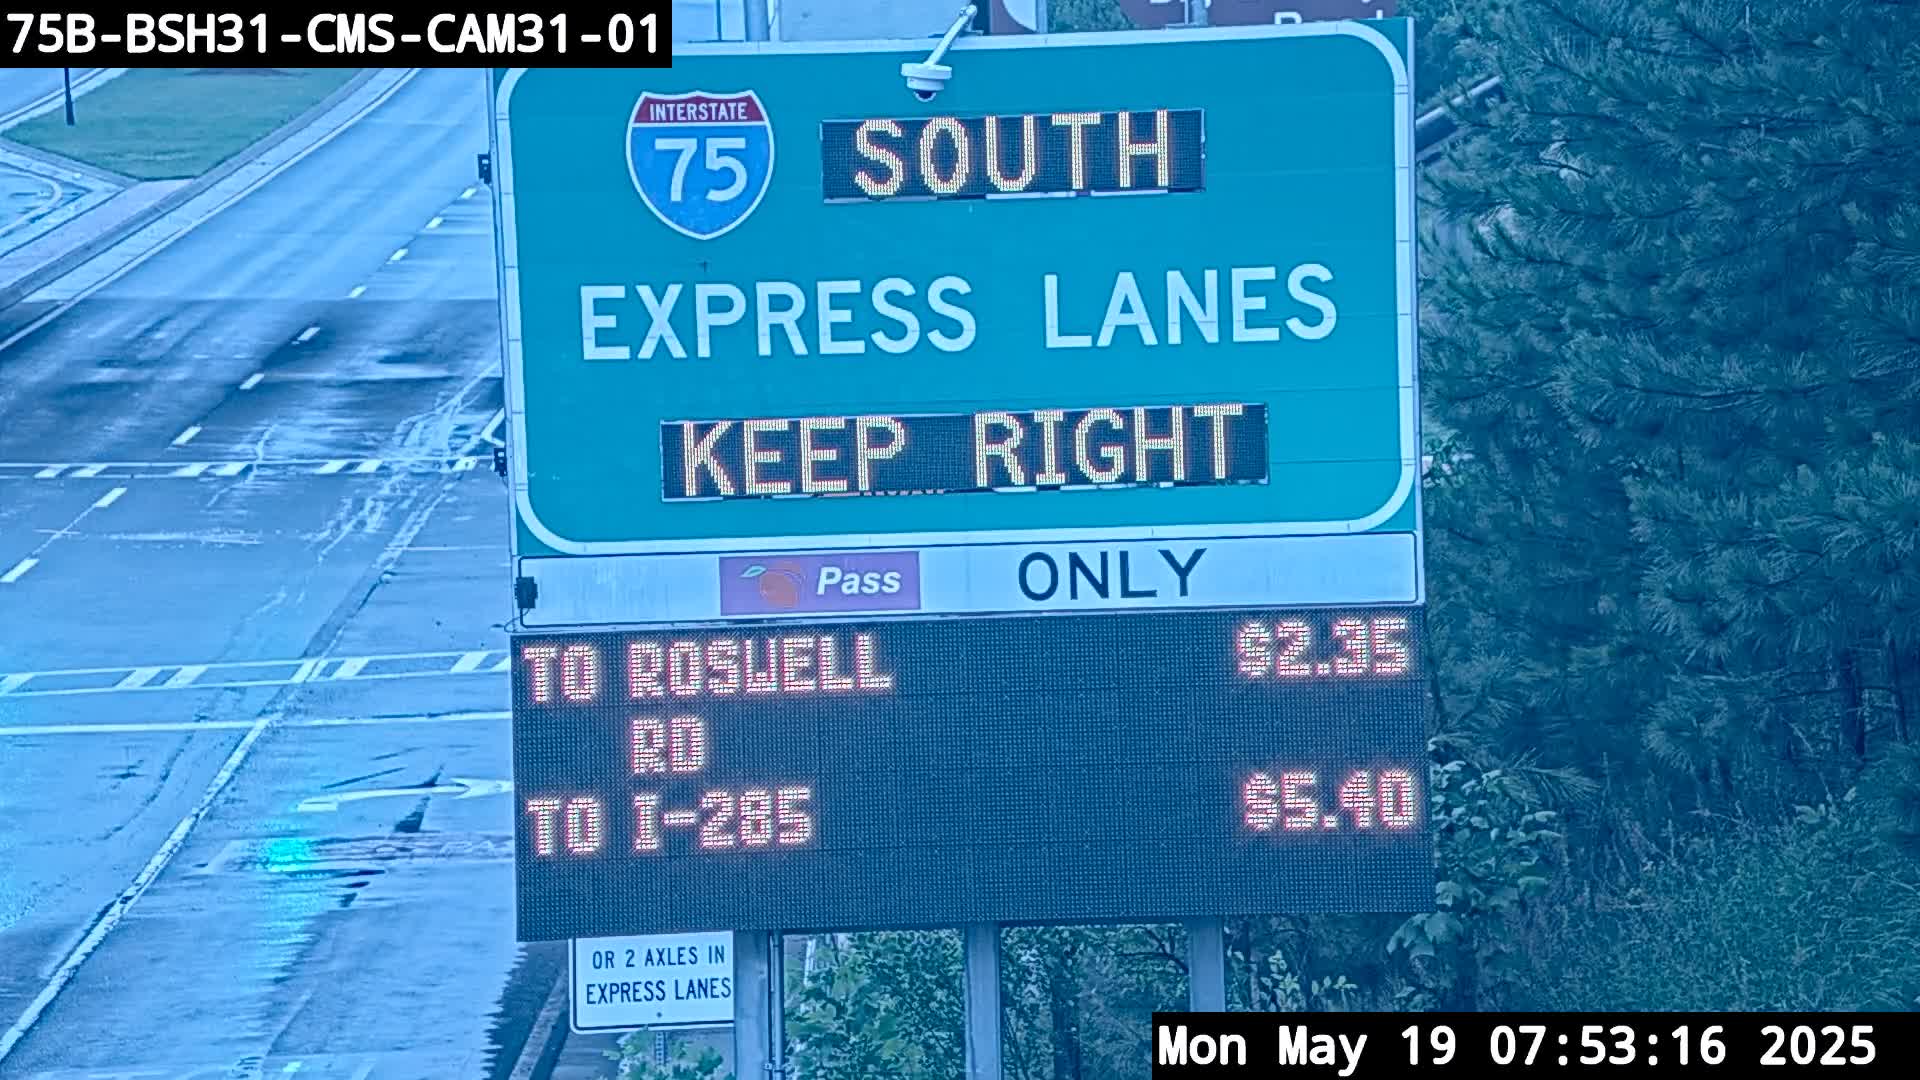 75B-BSH31-CMS-CAM31-01
INTERSTATE
75
SOUTH
EXPRESS LANES
KEEP RIGHT
Pass ONLY
TO ROSWELL $2.35
RD
TO I-285 $5.40
OR 2 AXLES IN
EXPRESS LANES
Mon May 19 07:53:16 2025